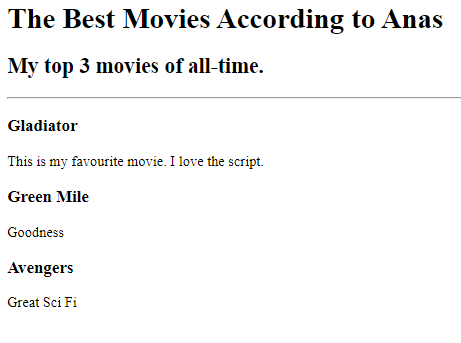 The Best Movies According to Anas
My top 3 movies of all-time.
Gladiator
This is my favourite movie. I love the script.
Green Mile
Goodness
Avengers
Great Sci Fi